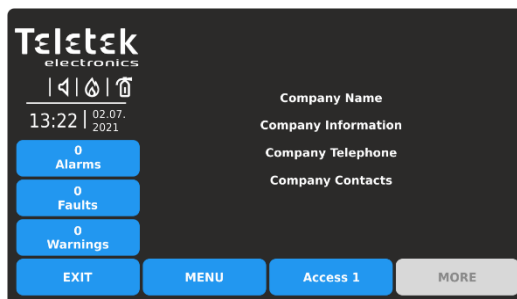 Teletek
electronics
13:22 02.07.
2021
Company Name
Company Information
Company Telephone
Company Contacts
0
Alarms
0
Faults
0
Warnings
EXIT MENU Access 1 MORE